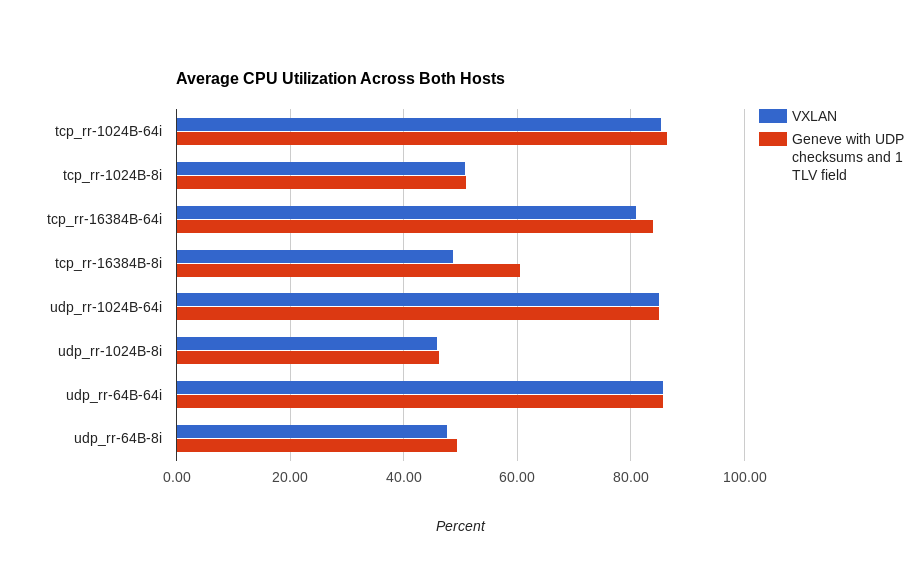 Average CPU Utilization Across Both Hosts
VXLAN
Geneve with UDP
checksums and 1
TLV field
tcp_rr-1024B-64i
tcp_rr-1024B-8i
tcp_rr-16384B-64i
tcp_rr-16384B-8i
udp_rr-1024B-64i
udp_rr-1024B-8i
udp_rr-64B-64i
udp_rr-64B-8i
0.00 20.00 40.00 60.00 80.00 100.00
Percent